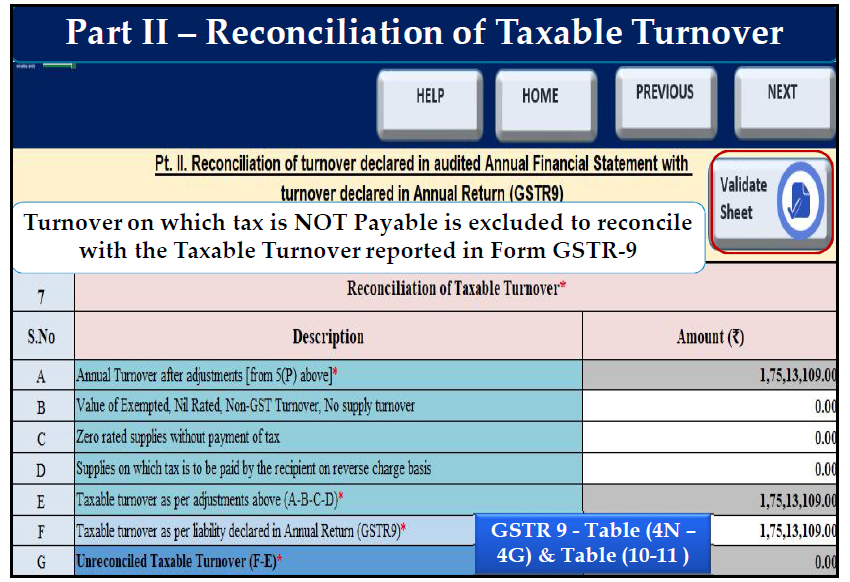 Part II – Reconciliation of Taxable Turnover
HELP
HOME
PREVIOUS
NEXT
Pt. II. Reconciliation of turnover declared in audited Annual Financial Statement with
turnover declared in Annual Return (GSTR9)
Validate
Sheet
Turnover on which tax is NOT Payable is excluded to reconcile
with the Taxable Turnover reported in Form GSTR-9
7 Reconciliation of Taxable Turnover*
S.No Description Amount (₹)
A Annual Turnover after adjustments [from 5(P) above]* 1,75,13,109.00
B Value of Exempted, Nil Rated, Non-GST Turnover, No supply turnover 0.00
C Zero rated supplies without payment of tax 0.00
D Supplies on which tax is to be paid by the recipient on reverse charge basis 0.00
E Taxable turnover as per adjustments above (A-B-C-D)* 1,75,13,109.00
F Taxable turnover as per liability declared in Annual Return (GSTR9)* 1,75,13,109.00
GSTR 9 - Table (4N –
4G) & Table (10-11 )
G Unreconciled Taxable Turnover (F-E)* 0.00